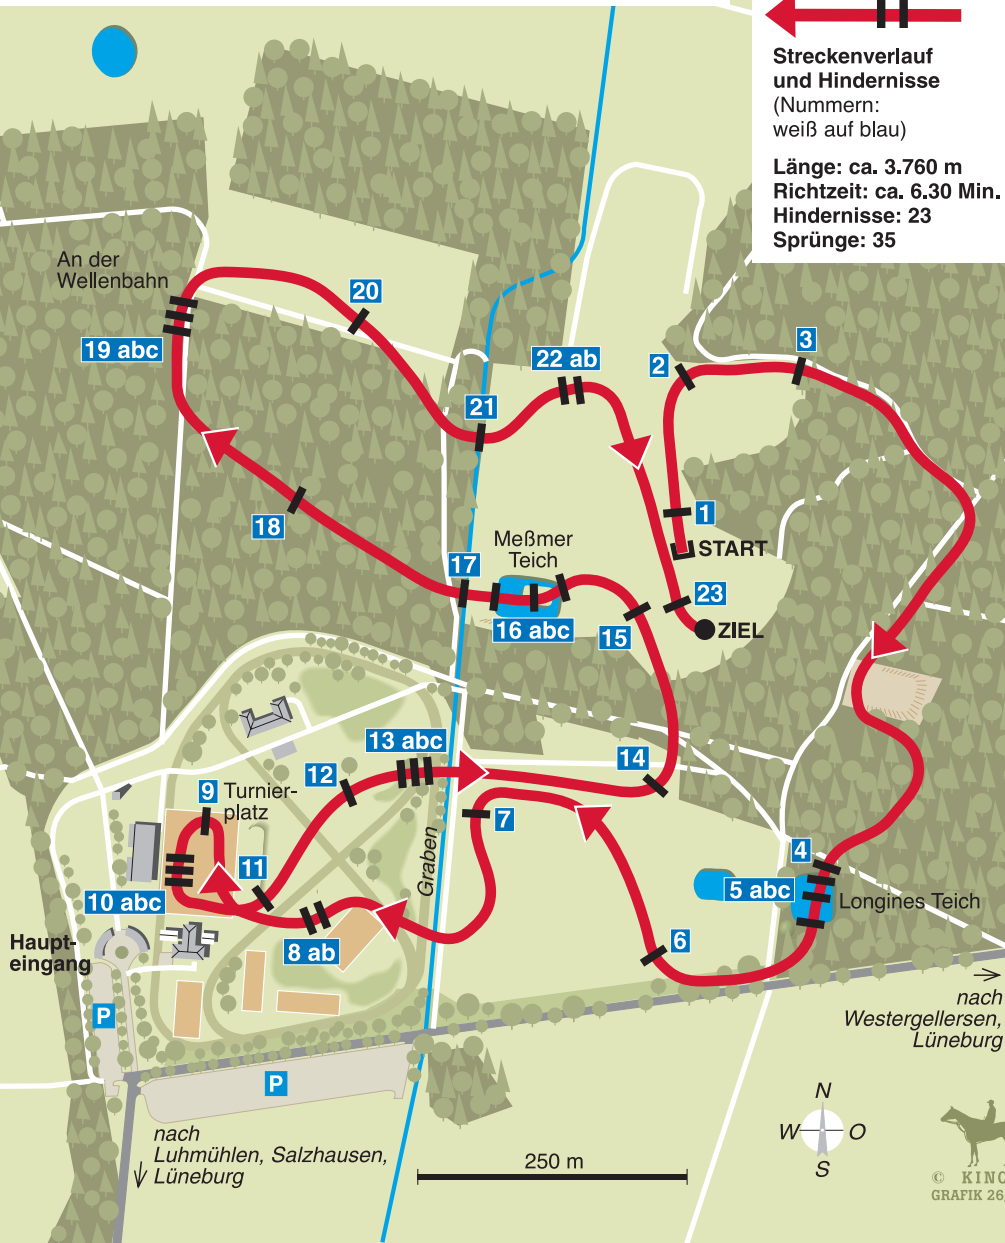 Streckenverlauf
und Hindernisse
(Nummern:
weiß auf blau)
Länge: ca. 3.760 m
Richtzeit: ca. 6.30 Min.
Hindernisse: 23
Sprünge: 35
An der
Wellenbahn
20
19 abc
22 ab
2
3
21
18
1
START
Meßmer
Teich
17
23
16 abc
15
ZIEL
13 abc
12
14
9
Turnier-
platz
7
11
Graben
4
10 abc
5 abc
Longines Teich
8 ab
6
Haupt-
eingang
P
nach
Westergellersen,
Lüneburg
P
nach
Luhmühlen, Salzhausen,
Lüneburg
250 m
N
W O
S
© KINO
GRAFIK 26